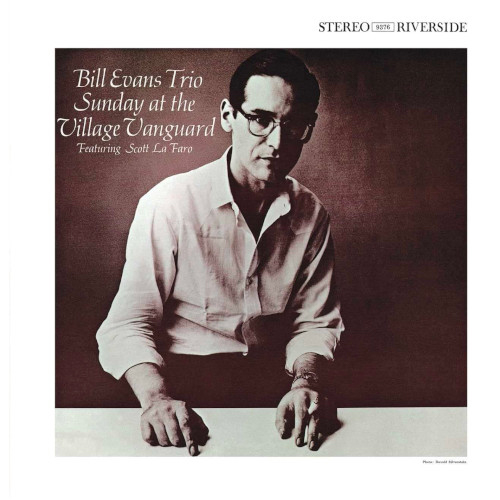 STEREO 9376 RIVERSIDE
Bill Evans Trio
Sunday at the
Village Vanguard
Featuring Scott La Faro